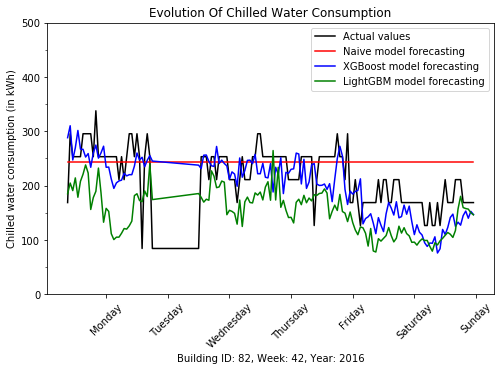 Evolution Of Chilled Water Consumption
Actual values
Naive model forecasting
XGBoost model forecasting
LightGBM model forecasting
Chilled water consumption (in kWh)
500
400
300
200
100
0
Monday
Tuesday
Wednesday
Thursday
Friday
Saturday
Sunday
Building ID: 82, Week: 42, Year: 2016